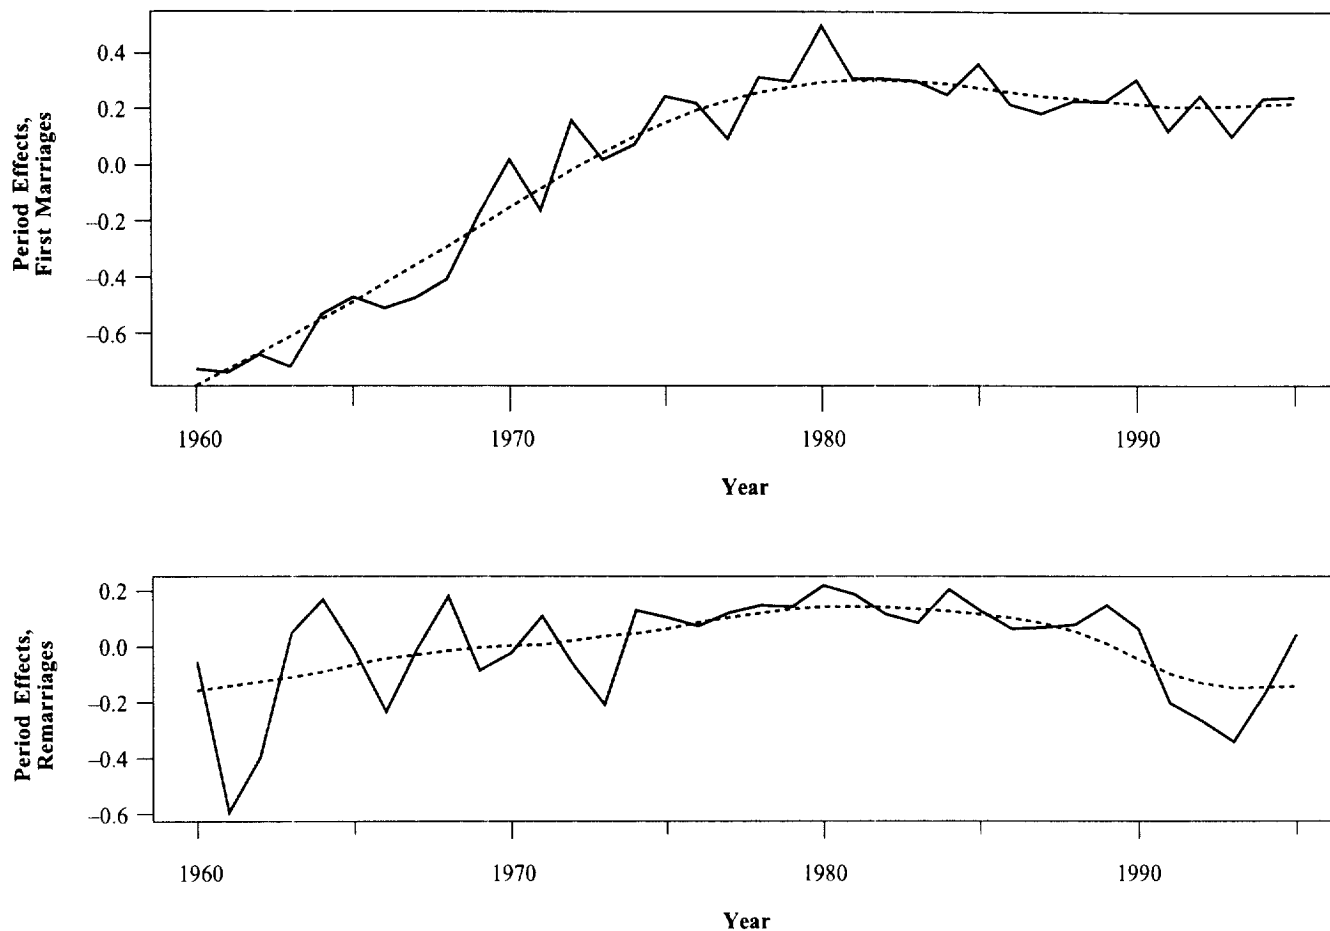 Period Effects,
First Marriages
0.4
0.2
0.0
–0.2
–0.4
–0.6
1960 1970 1980 1990
Year
Period Effects,
Remarriages
0.2
0.0
–0.2
–0.4
–0.6
1960 1970 1980 1990
Year